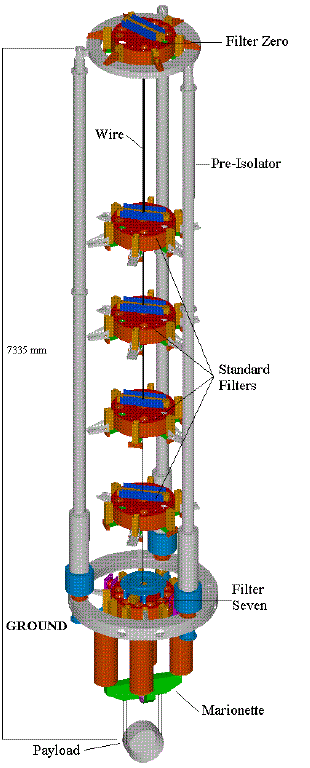 Filter Zero
Wire
Pre-Isolator
7335 mm
Standard
Filters
Filter
Seven
GROUND
Marionette
Payload